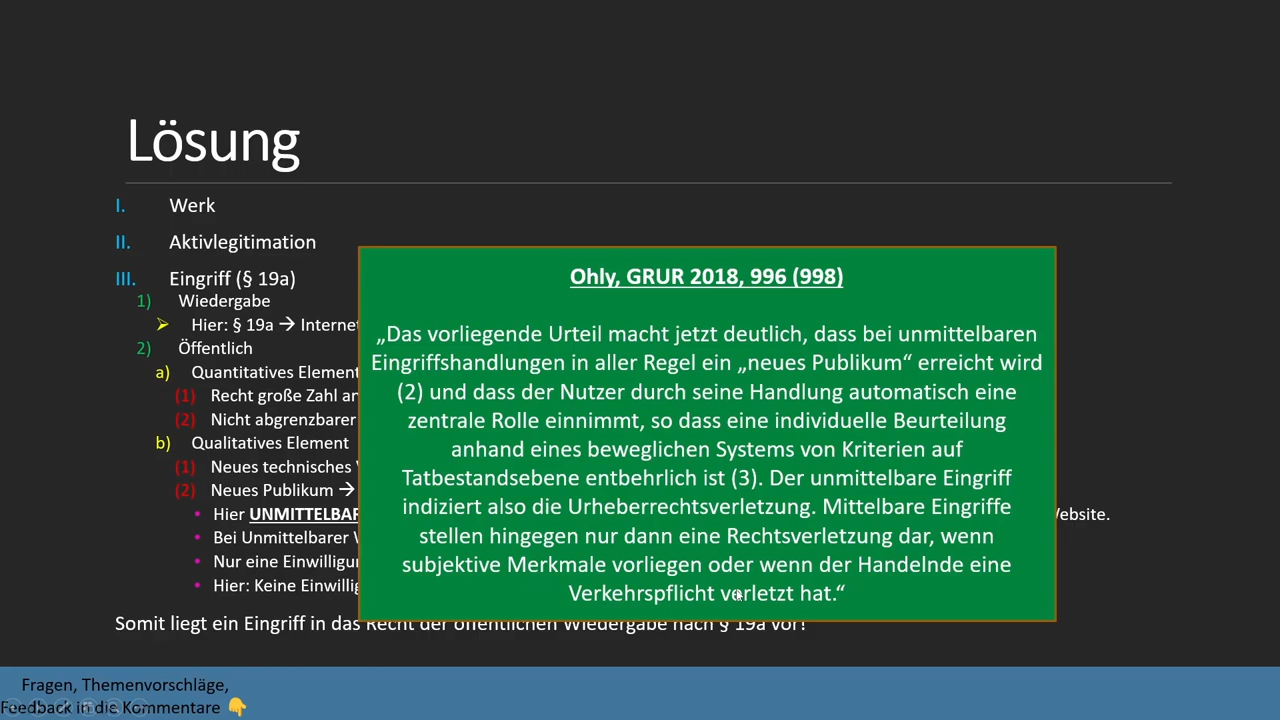 Lösung
I. Werk
II. Aktivlegitimation
III. Eingriff (§ 19a)
1) Wiedergabe
➢ Hier: § 19a → Internet
2) Öffentlich
a) Quantitatives Element
(1) Recht große Zahl an
(2) Nicht abgrenzbarer
b) Qualitatives Element
(1) Neues technisches
(2) Neues Publikum →
• Hier UNMITTELBAR Website.
• Bei Unmittelbarer
• Nur eine Einwilligun
• Hier: Keine Einwillig
Somit liegt ein Eingriff in das Recht der öffentlichen Wiedergabe nach § 19a vor!
Ohly, GRUR 2018, 996 (998)
„Das vorliegende Urteil macht jetzt deutlich, dass bei unmittelbaren
Eingriffshandlungen in aller Regel ein „neues Publikum“ erreicht wird
(2) und dass der Nutzer durch seine Handlung automatisch eine
zentrale Rolle einnimmt, so dass eine individuelle Beurteilung
anhand eines beweglichen Systems von Kriterien auf
Tatbestandsebene entbehrlich ist (3). Der unmittelbare Eingriff
indiziert also die Urheberrechtsverletzung. Mittelbare Eingriffe
stellen hingegen nur dann eine Rechtsverletzung dar, wenn
subjektive Merkmale vorliegen oder wenn der Handelnde eine
Verkehrspflicht verletzt hat.“
Fragen, Themenvorschläge,
Feedback in die Kommentare 👇